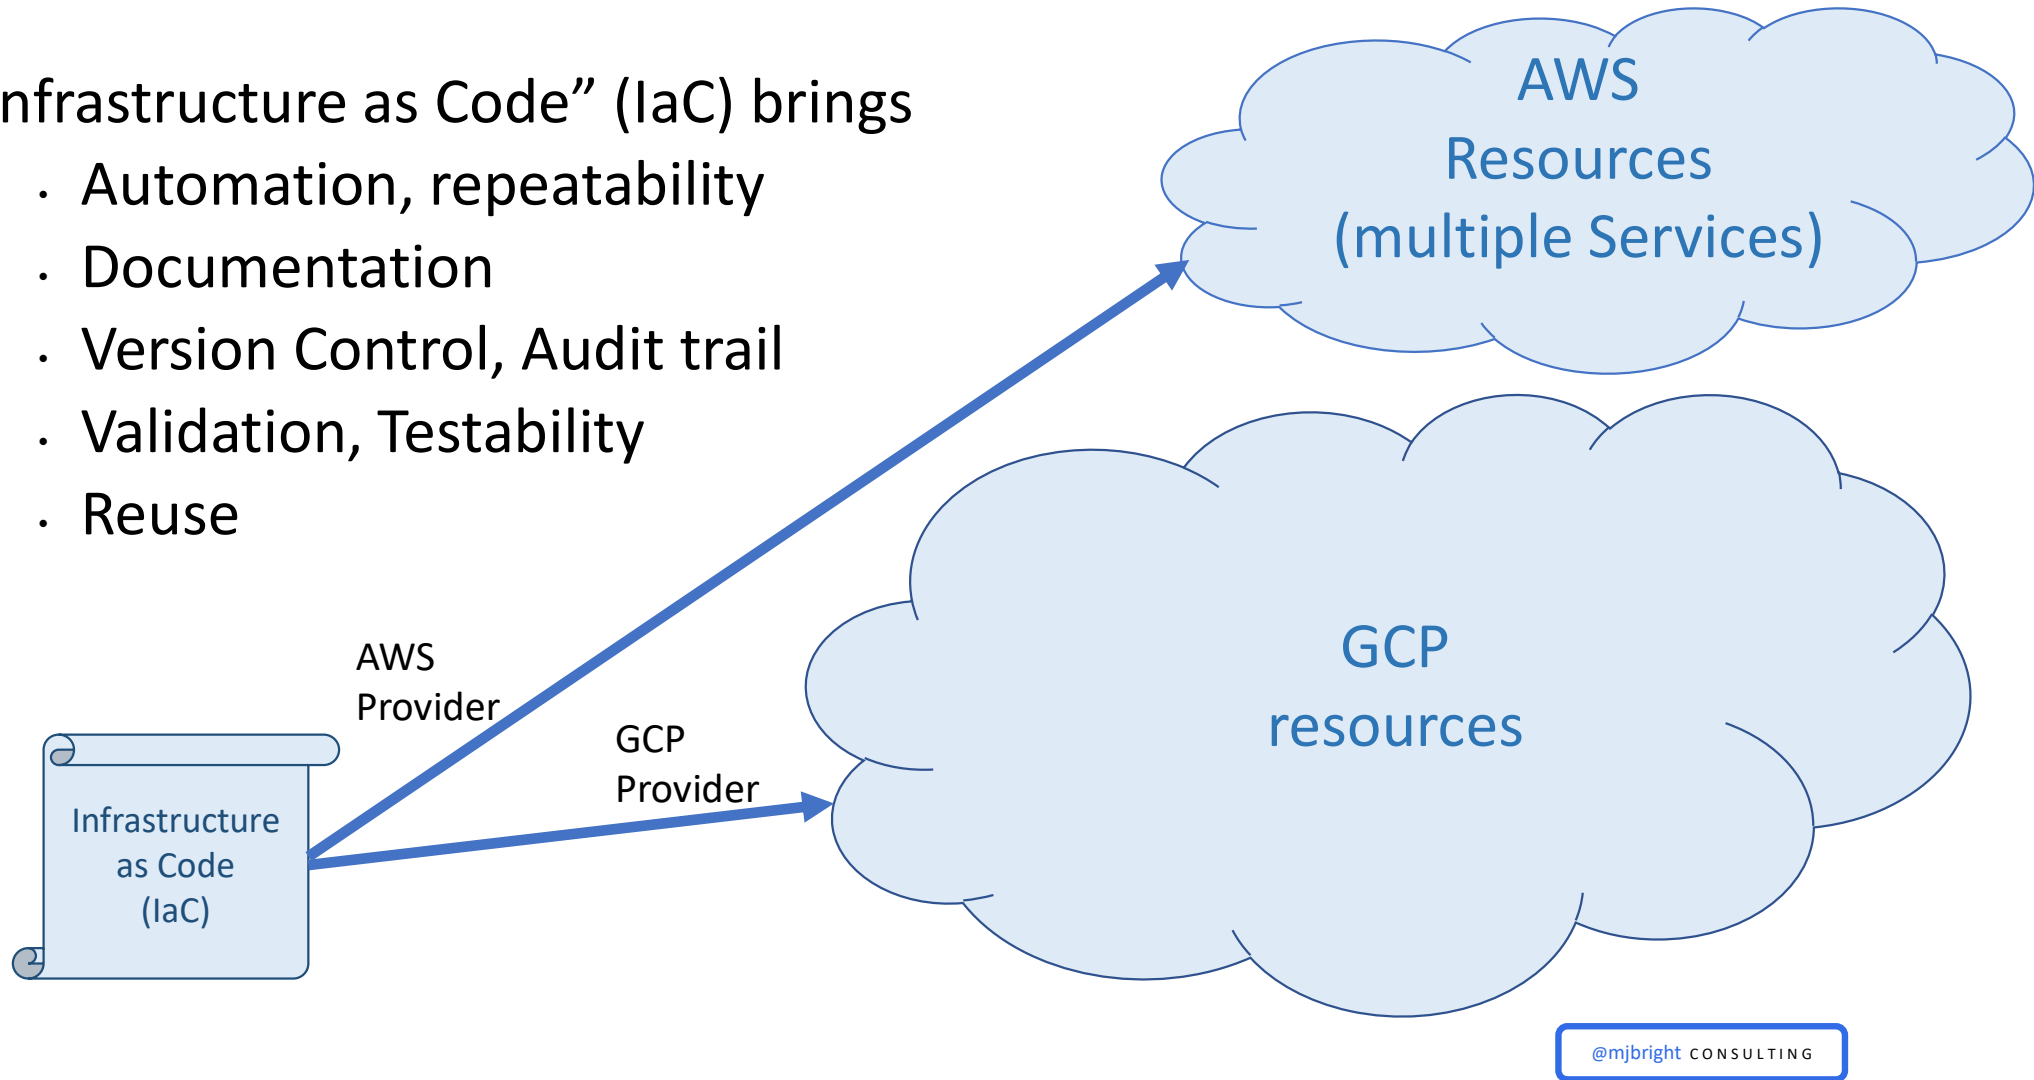 nfrastructure as Code” (IaC) brings
• Automation, repeatability
• Documentation
• Version Control, Audit trail
• Validation, Testability
• Reuse
AWS
Resources
(multiple Services)
GCP
resources
AWS
Provider
GCP
Provider
Infrastructure
as Code
(IaC)
@mjbright CONSULTING